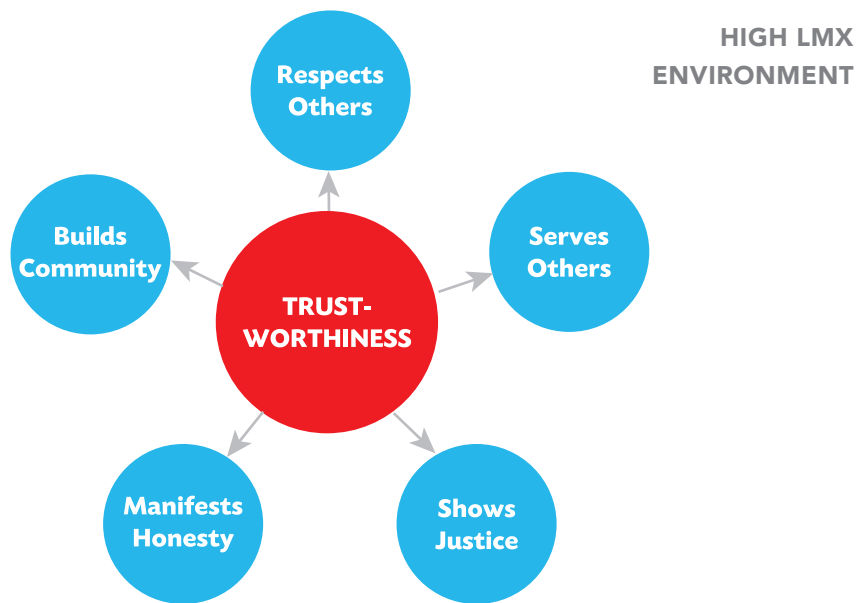 HIGH LMX
ENVIRONMENT
Respects
Others
Builds
Community
Serves
Others
TRUST-
WORTHINESS
Manifests
Honesty
Shows
Justice